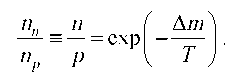 n_n / n_p ≡ n / p = exp(−Δm / T).